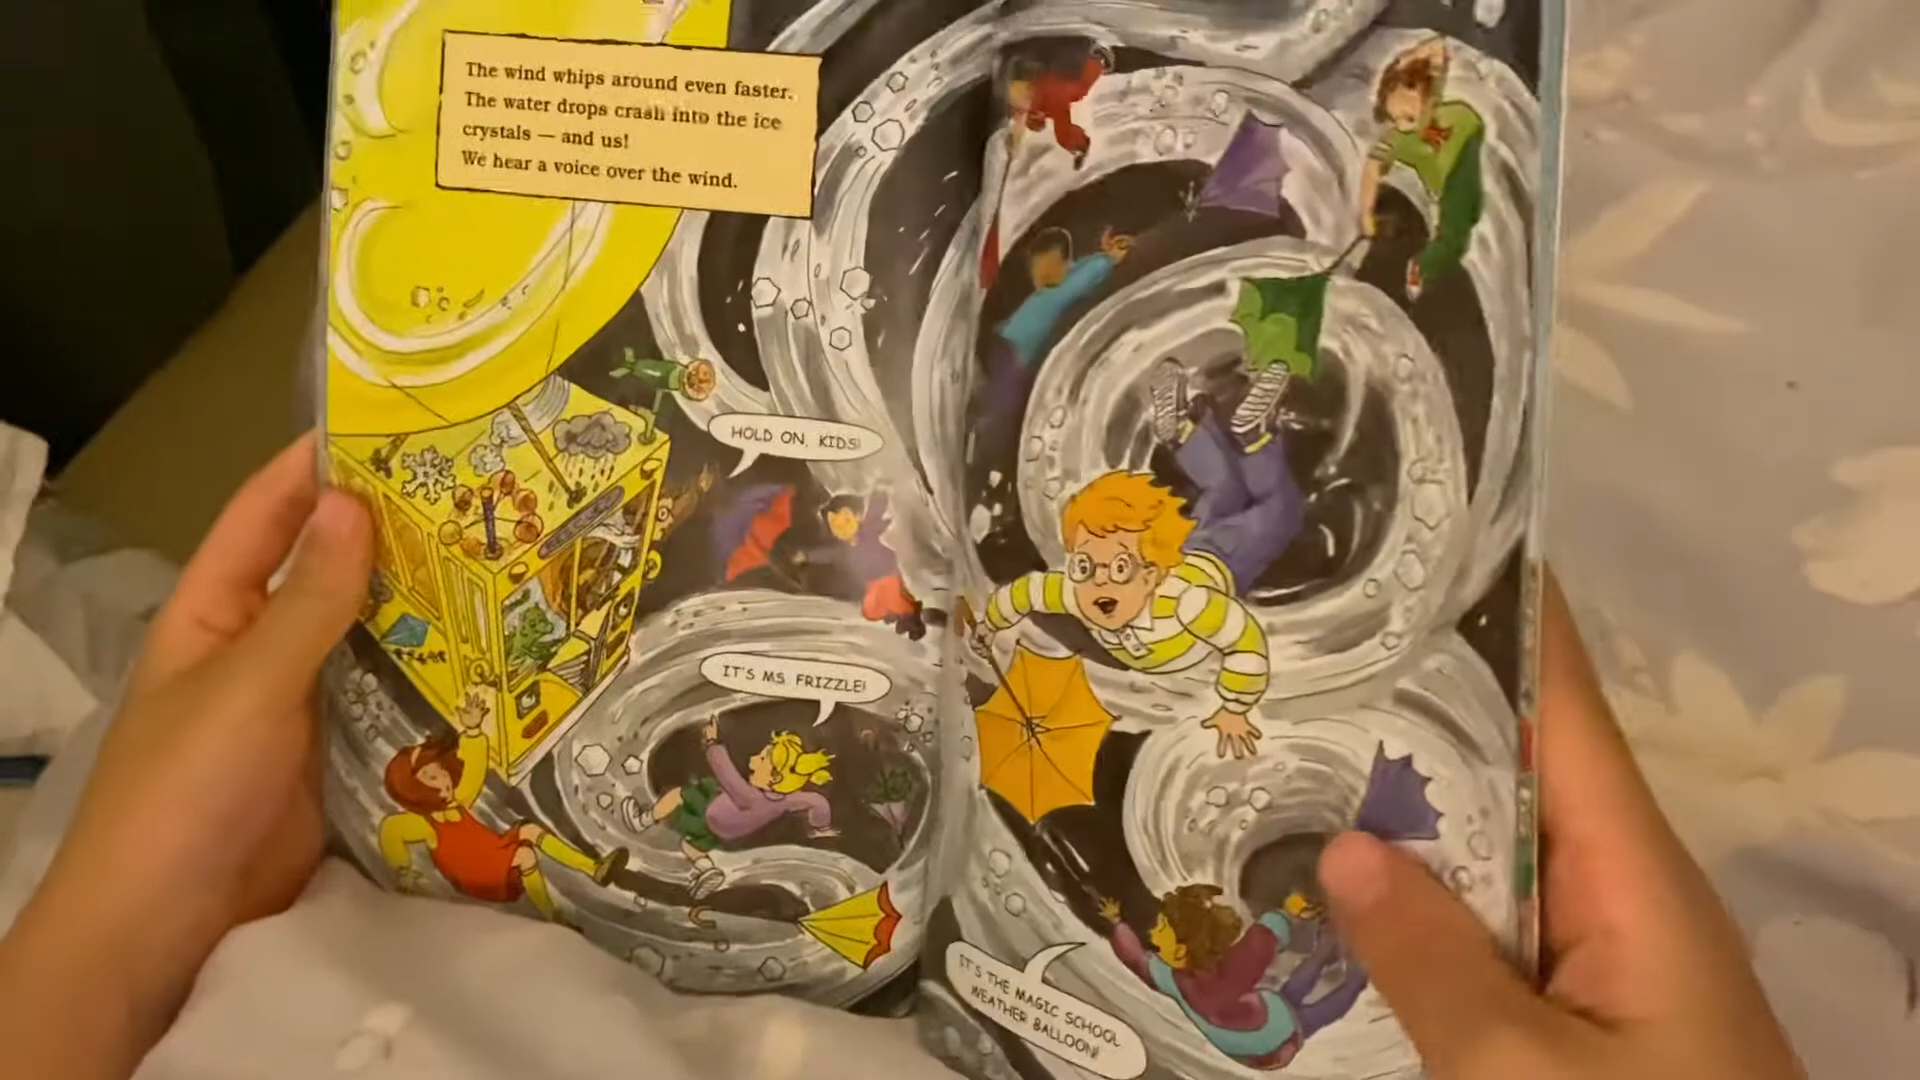 The wind whips around even faster.
The water drops crash into the ice
crystals — and us!
We hear a voice over the wind.
HOLD ON, KIDS!
IT'S MS. FRIZZLE!
IT'S THE MAGIC SCHOOL
WEATHER BALLOON!